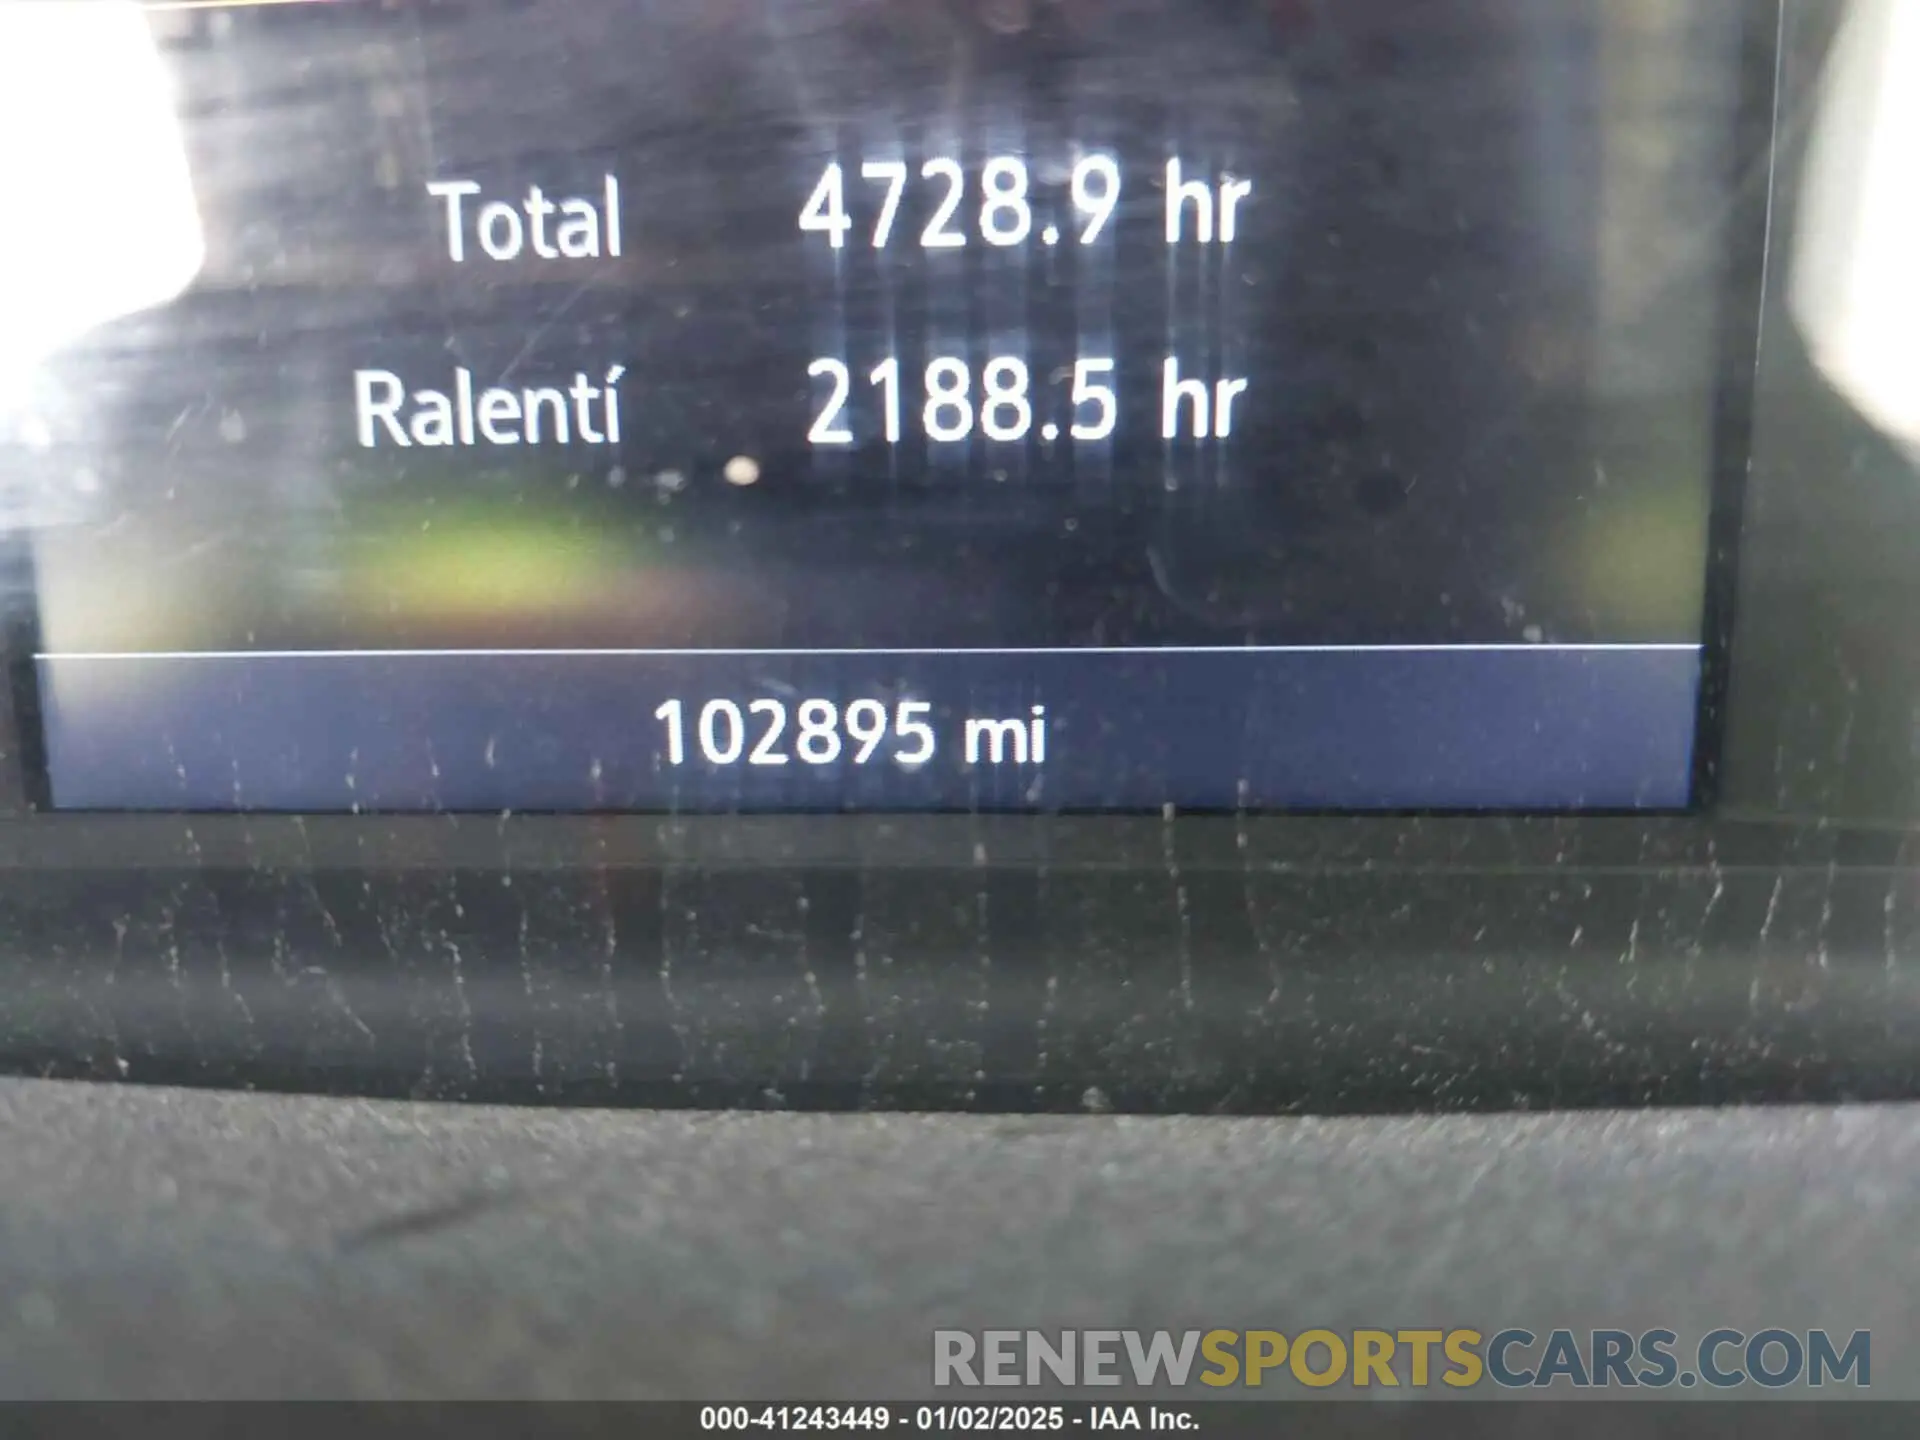 Total 4728.9 hr
Ralentí 2188.5 hr
102895 mi
RENEWSPORTSCARS.COM
000-41243449 - 01/02/2025 - IAA Inc.